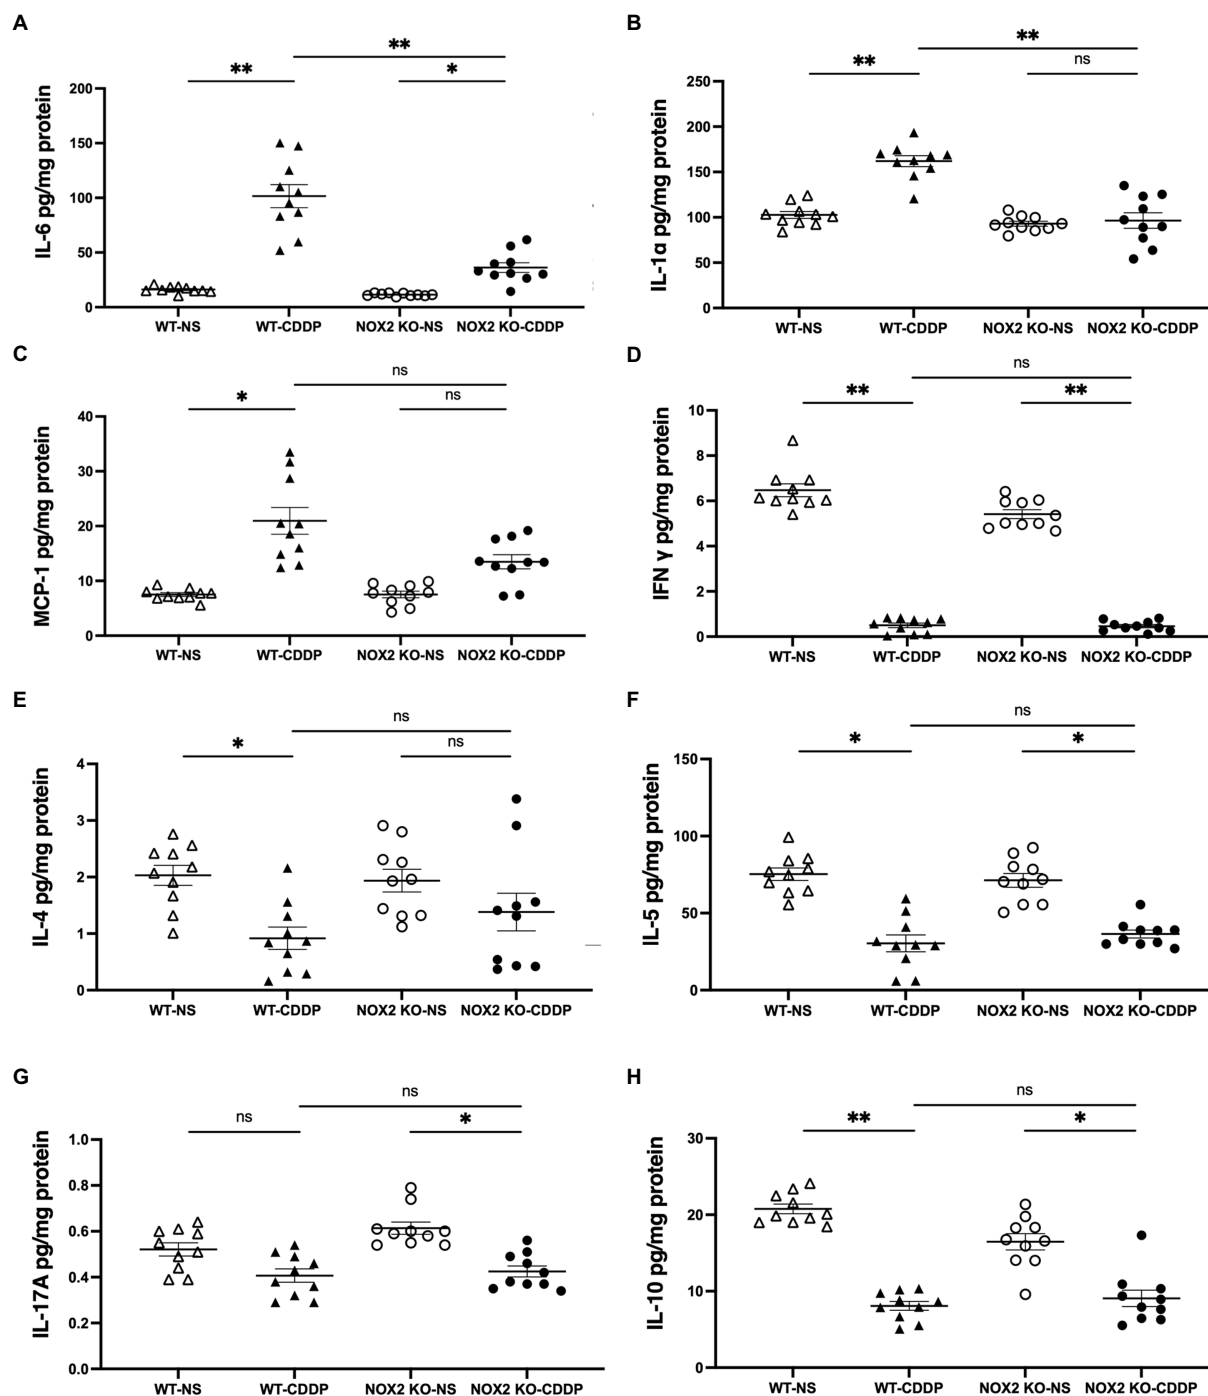 A
**
**
*
IL-6 pg/mg protein
200
150
100
50
0
WT-NS
WT-CDDP
NOX2 KO-NS
NOX2 KO-CDDP
B
**
**
ns
IL-1α pg/mg protein
250
200
150
100
50
0
WT-NS
WT-CDDP
NOX2 KO-NS
NOX2 KO-CDDP
C
ns
*
ns
MCP-1 pg/mg protein
40
30
20
10
0
WT-NS
WT-CDDP
NOX2 KO-NS
NOX2 KO-CDDP
D
ns
**
**
IFN γ pg/mg protein
10
8
6
4
2
0
WT-NS
WT-CDDP
NOX2 KO-NS
NOX2 KO-CDDP
E
ns
*
ns
IL-4 pg/mg protein
4
3
2
1
0
WT-NS
WT-CDDP
NOX2 KO-NS
NOX2 KO-CDDP
F
ns
*
*
IL-5 pg/mg protein
150
100
50
0
WT-NS
WT-CDDP
NOX2 KO-NS
NOX2 KO-CDDP
G
ns
ns
*
IL-17A pg/mg protein
1.0
0.8
0.6
0.4
0.2
0.0
WT-NS
WT-CDDP
NOX2 KO-NS
NOX2 KO-CDDP
H
ns
**
*
IL-10 pg/mg protein
30
20
10
0
WT-NS
WT-CDDP
NOX2 KO-NS
NOX2 KO-CDDP